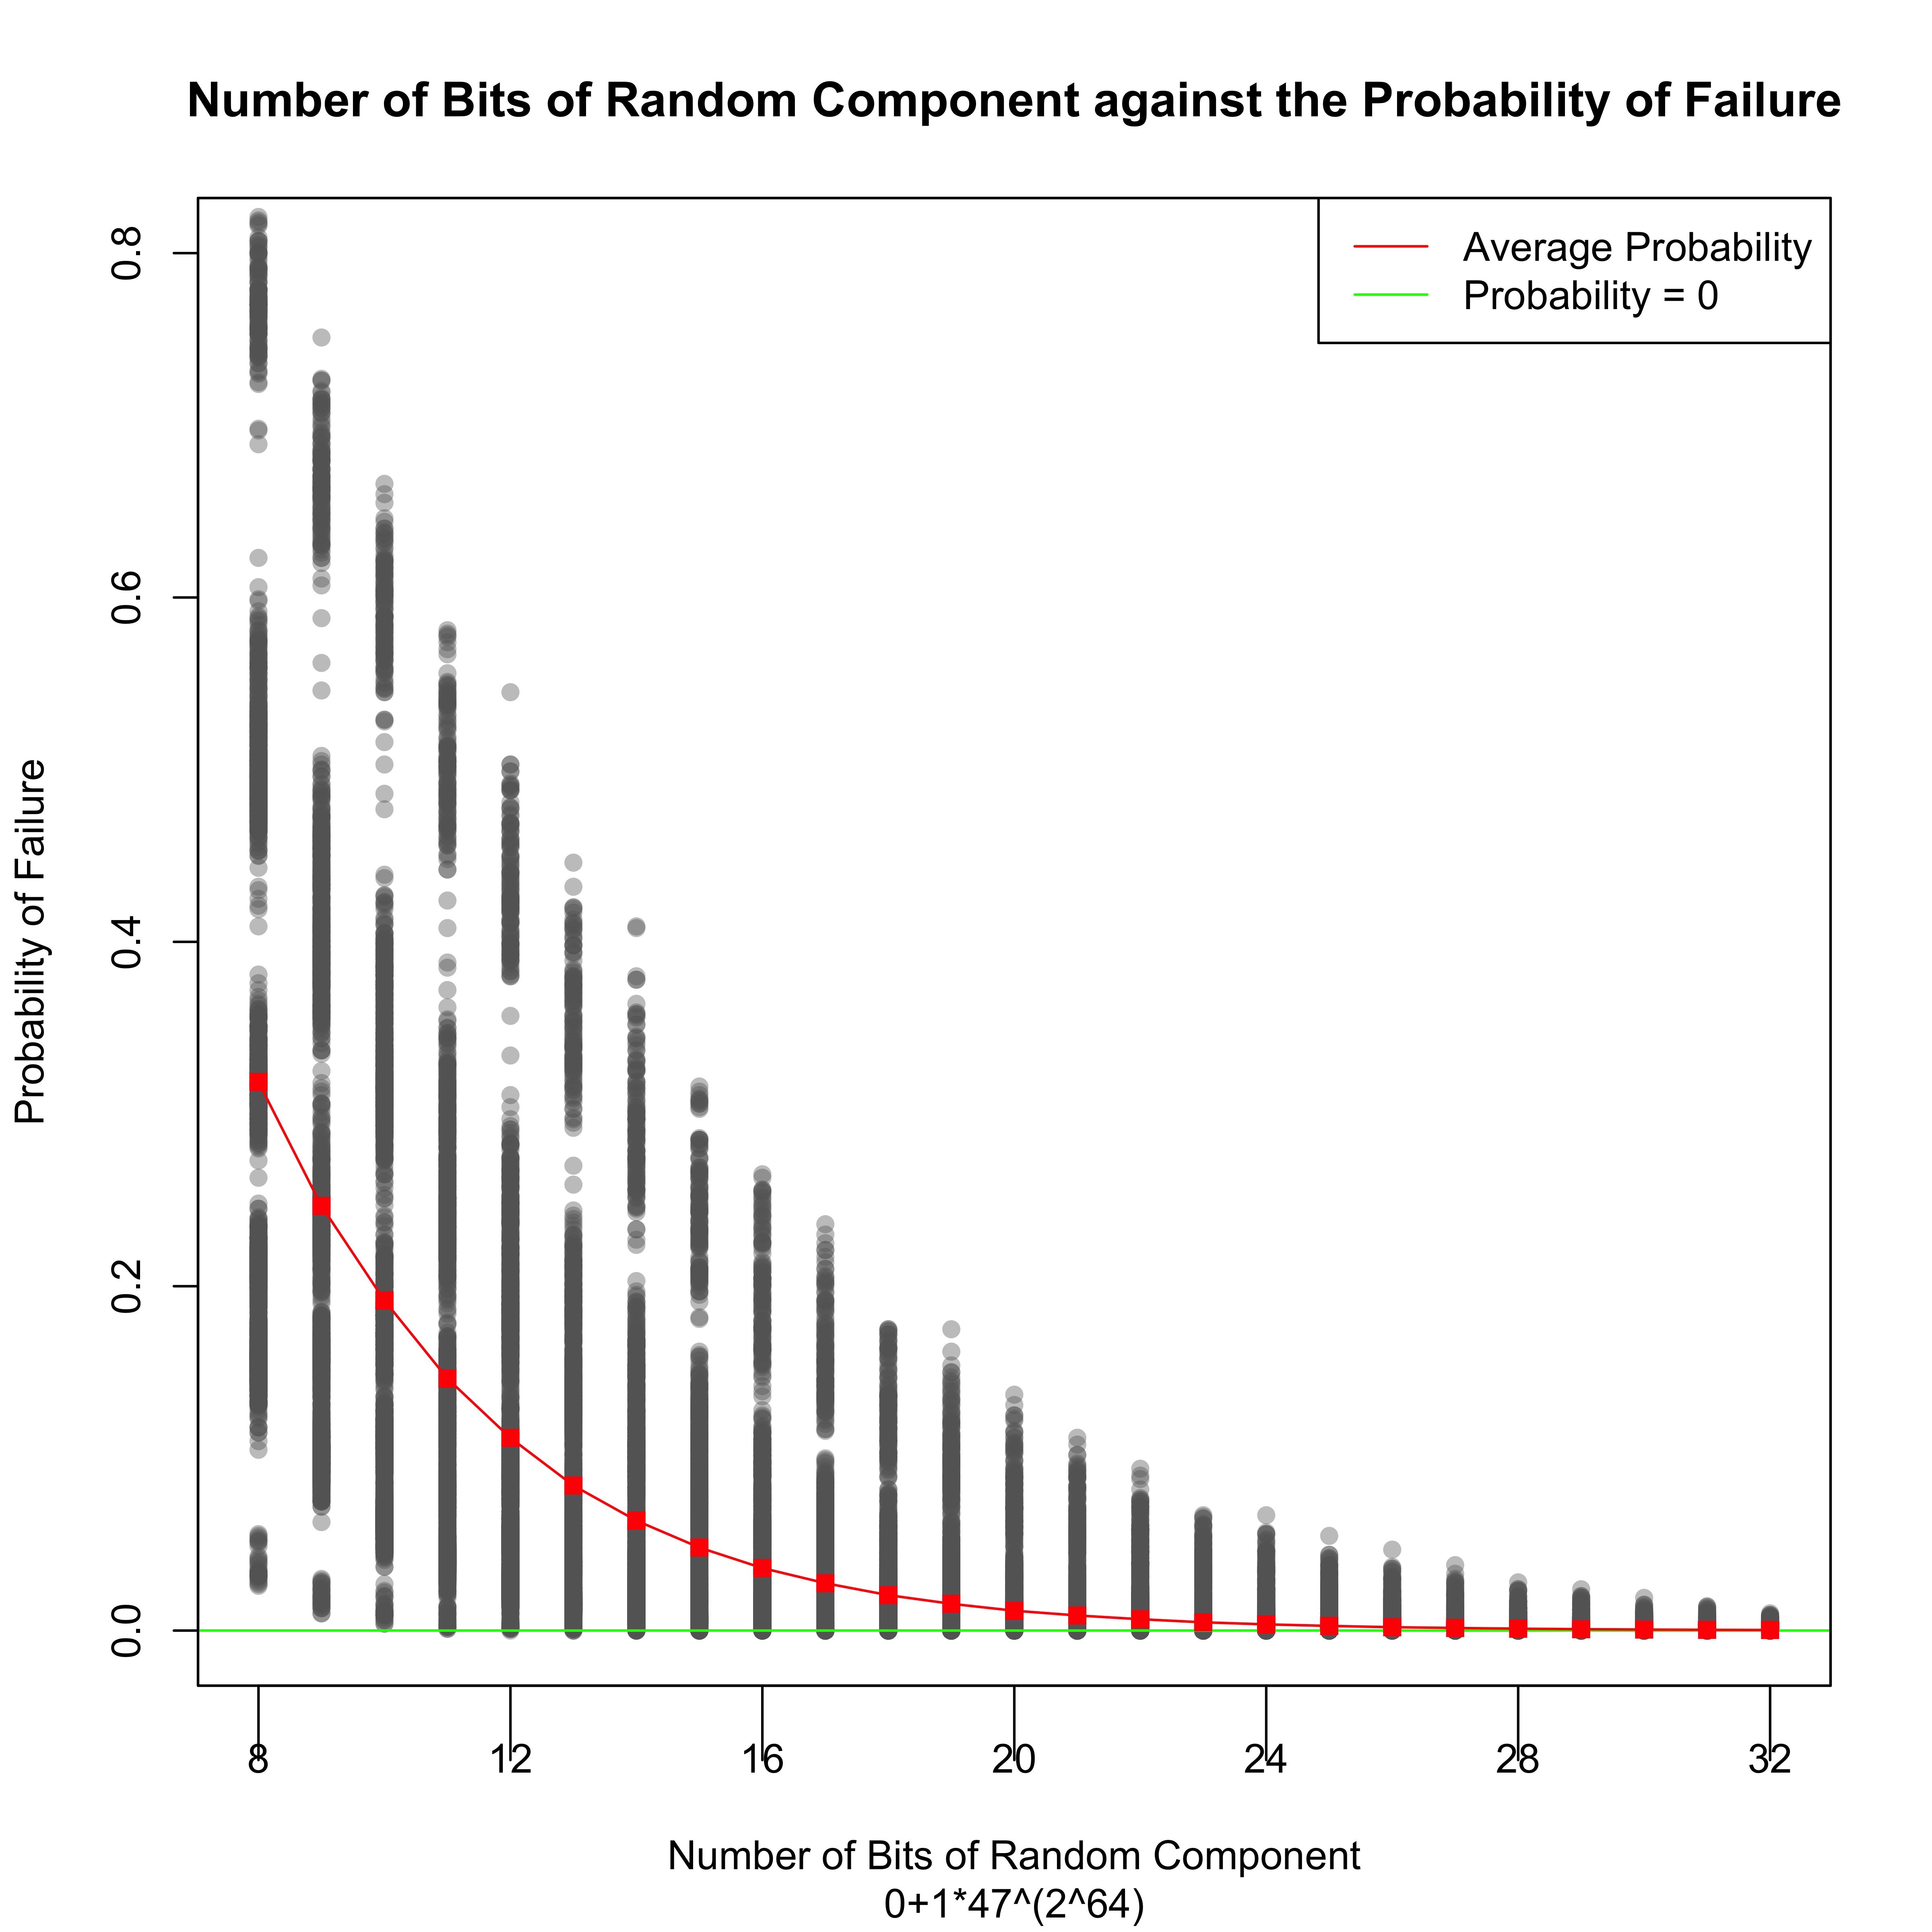 Number of Bits of Random Component against the Probability of Failure
Average Probability
Probability = 0
Probability of Failure
0.8
0.6
0.4
0.2
0.0
8 12 16 20 24 28 32
Number of Bits of Random Component
0+1*47^(2^64)